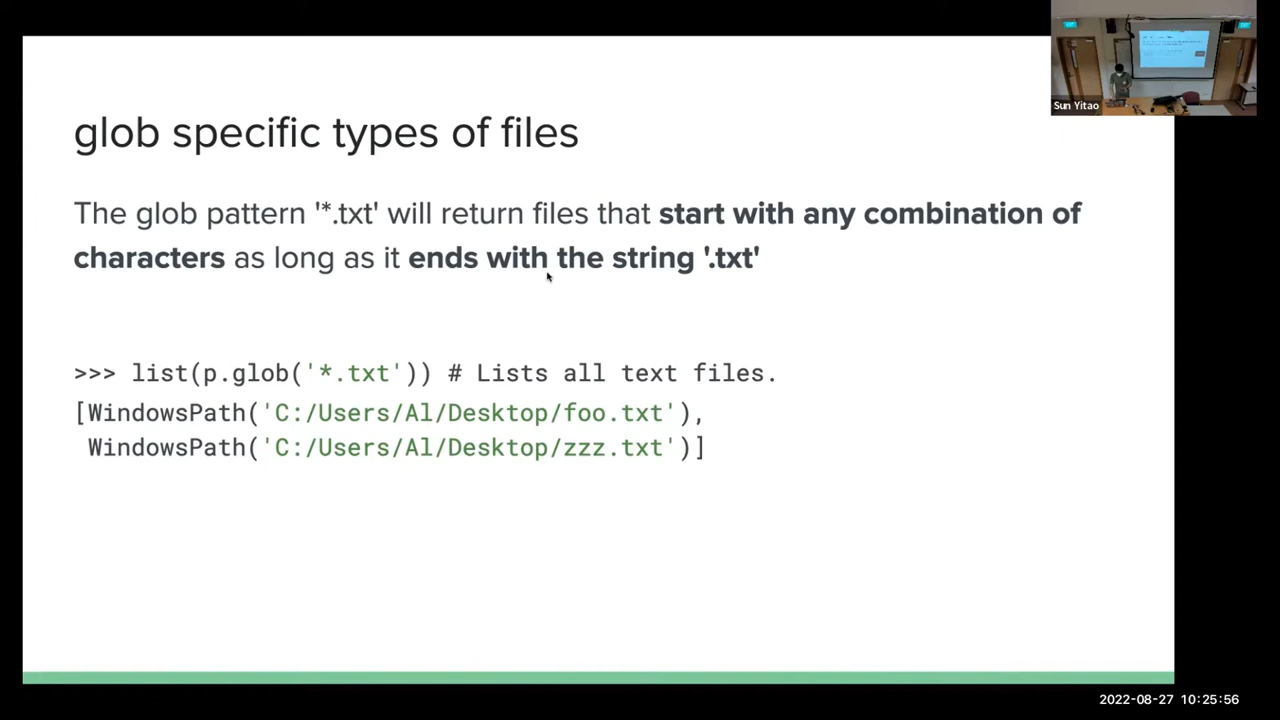 Sun Yitao
glob specific types of files
The glob pattern '*.txt' will return files that start with any combination of
characters as long as it ends with the string '.txt'
>>> list(p.glob('*.txt')) # Lists all text files.
[WindowsPath('C:/Users/Al/Desktop/foo.txt'),
WindowsPath('C:/Users/Al/Desktop/zzz.txt')]
2022-08-27 10:25:56